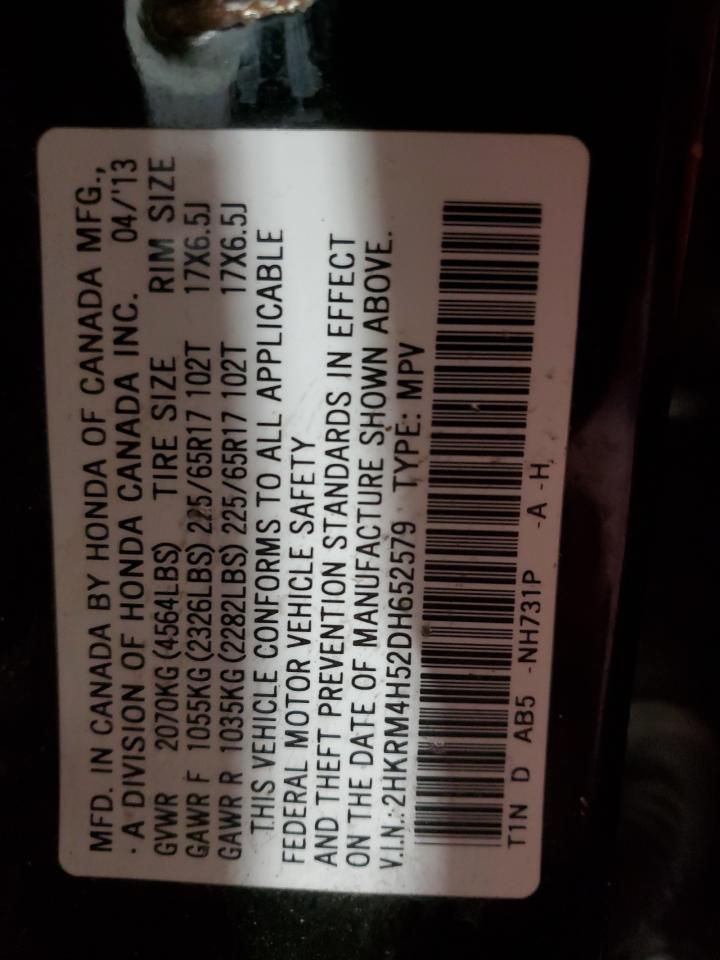 MFD. IN CANADA BY HONDA OF CANADA MFG.,
· A DIVISION OF HONDA CANADA INC. 04/'13
GVWR 2070KG (4564LBS) TIRE SIZE RIM SIZE
GAWR F 1055KG (2326LBS) 225/65R17 102T 17X6.5J
GAWR R 1035KG (2282LBS) 225/65R17 102T 17X6.5J
THIS VEHICLE CONFORMS TO ALL APPLICABLE
FEDERAL MOTOR VEHICLE SAFETY
AND THEFT PREVENTION STANDARDS IN EFFECT
ON THE DATE OF MANUFACTURE SHOWN ABOVE.
V.I.N.:2HKRM4H52DH652579 TYPE: MPV
T1N D AB5 -NH731P -A -H,